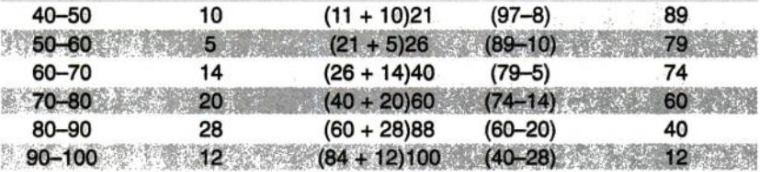 40–50 10 (11 + 10)21 (97–8) 89
50–60 5 (21 + 5)26 (89–10) 79
60–70 14 (26 + 14)40 (79–5) 74
70–80 20 (40 + 20)60 (74–14) 60
80–90 28 (60 + 28)88 (60–20) 40
90–100 12 (84 + 12)100 (40–28) 12